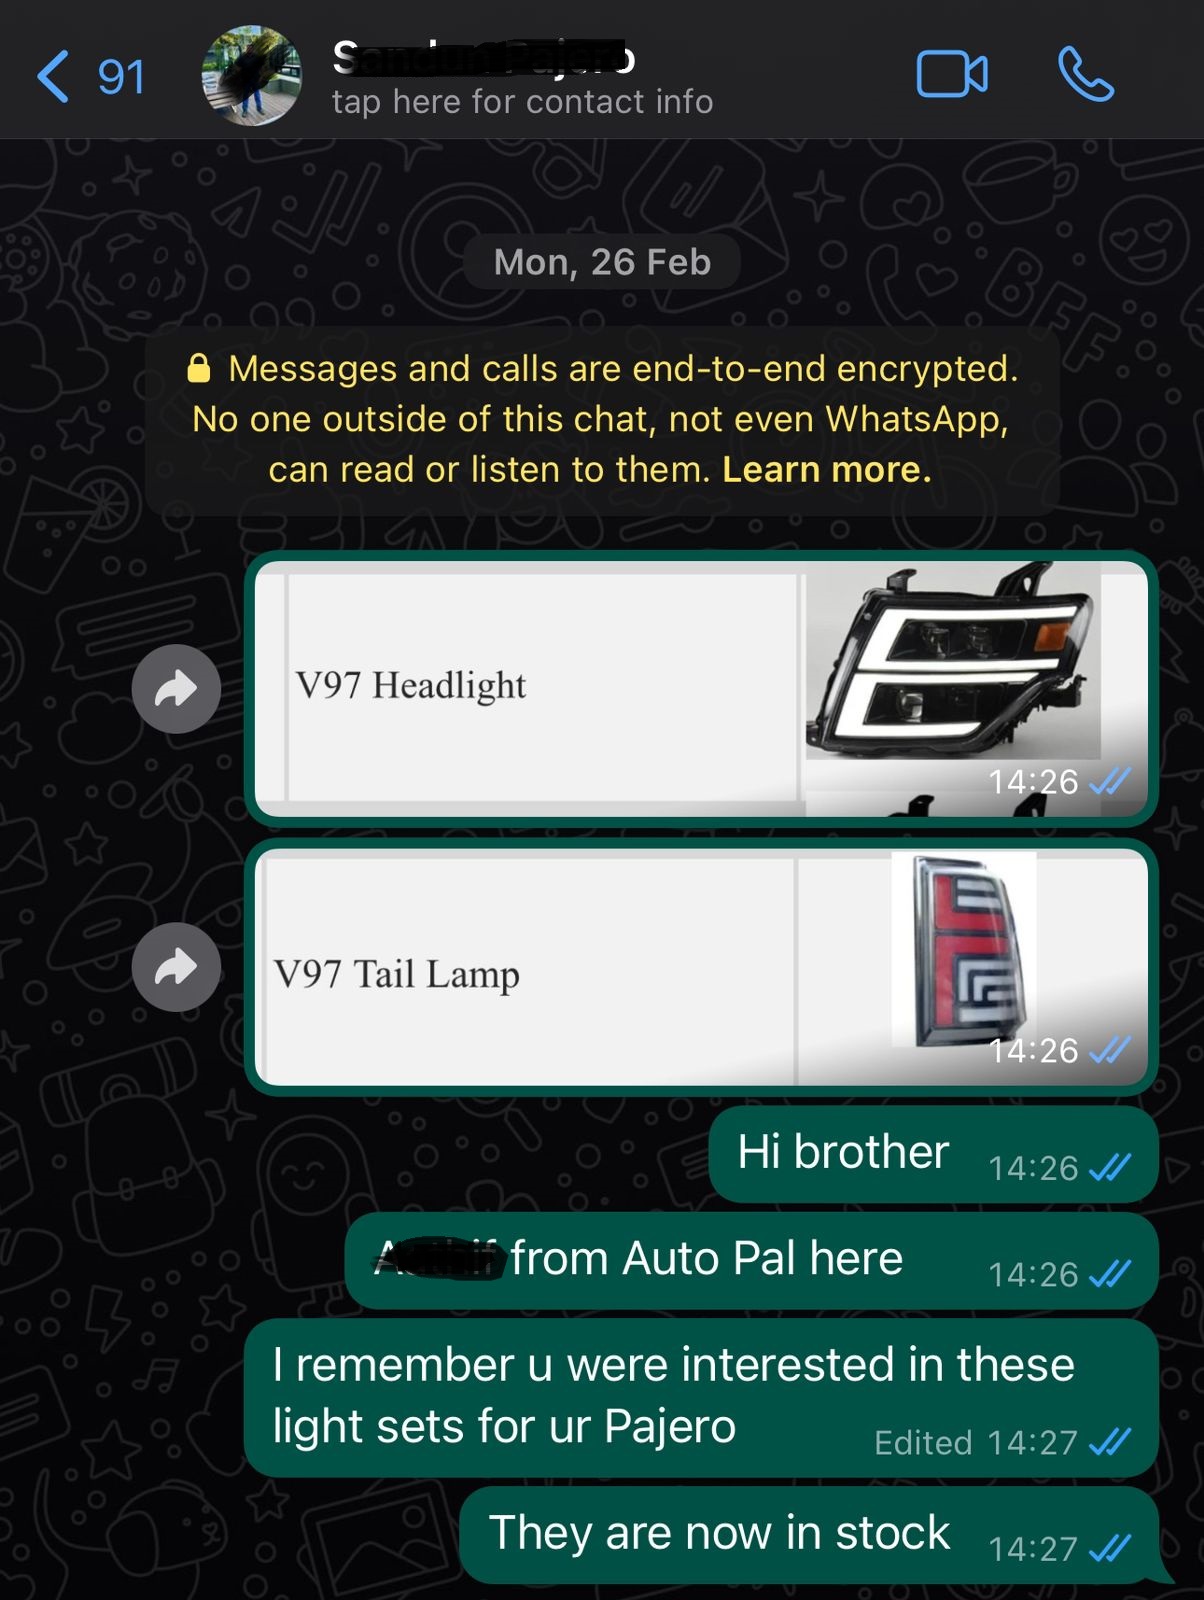 91
tap here for contact info
Mon, 26 Feb
Messages and calls are end-to-end encrypted.
No one outside of this chat, not even WhatsApp,
can read or listen to them. Learn more.
V97 Headlight
14:26
V97 Tail Lamp
14:26
Hi brother 14:26
from Auto Pal here 14:26
I remember u were interested in these
light sets for ur Pajero
Edited 14:27
They are now in stock 14:27